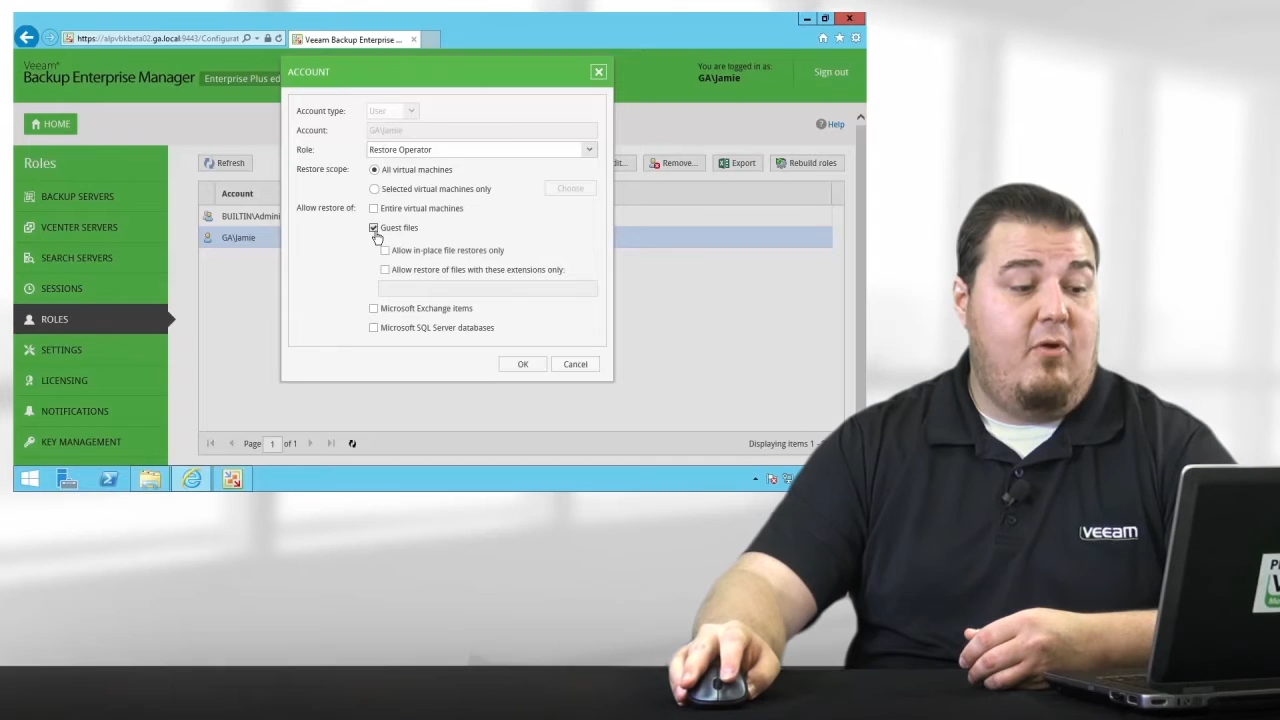 https://alpvbkbeta02.ga.local:9443/Configurat
Veeam Backup Enterprise ...
Veeam®
Backup Enterprise Manager
Enterprise Plus ed
You are logged in as:
GA\Jamie
Sign out
ACCOUNT
HOME
Help
Account type:
User
Account:
GA\Jamie
Role:
Restore Operator
Restore scope:
All virtual machines
Selected virtual machines only
Choose
Allow restore of:
Entire virtual machines
Guest files
Allow in-place file restores only
Allow restore of files with these extensions only:
Microsoft Exchange items
Microsoft SQL Server databases
OK
Cancel
Roles
BACKUP SERVERS
VCENTER SERVERS
SEARCH SERVERS
SESSIONS
ROLES
SETTINGS
LICENSING
NOTIFICATIONS
KEY MANAGEMENT
Refresh
Remove...
Export
Rebuild roles
Account
BUILTIN\Admini
GA\Jamie
Page 1 of 1
Displaying items 1 -
veeam